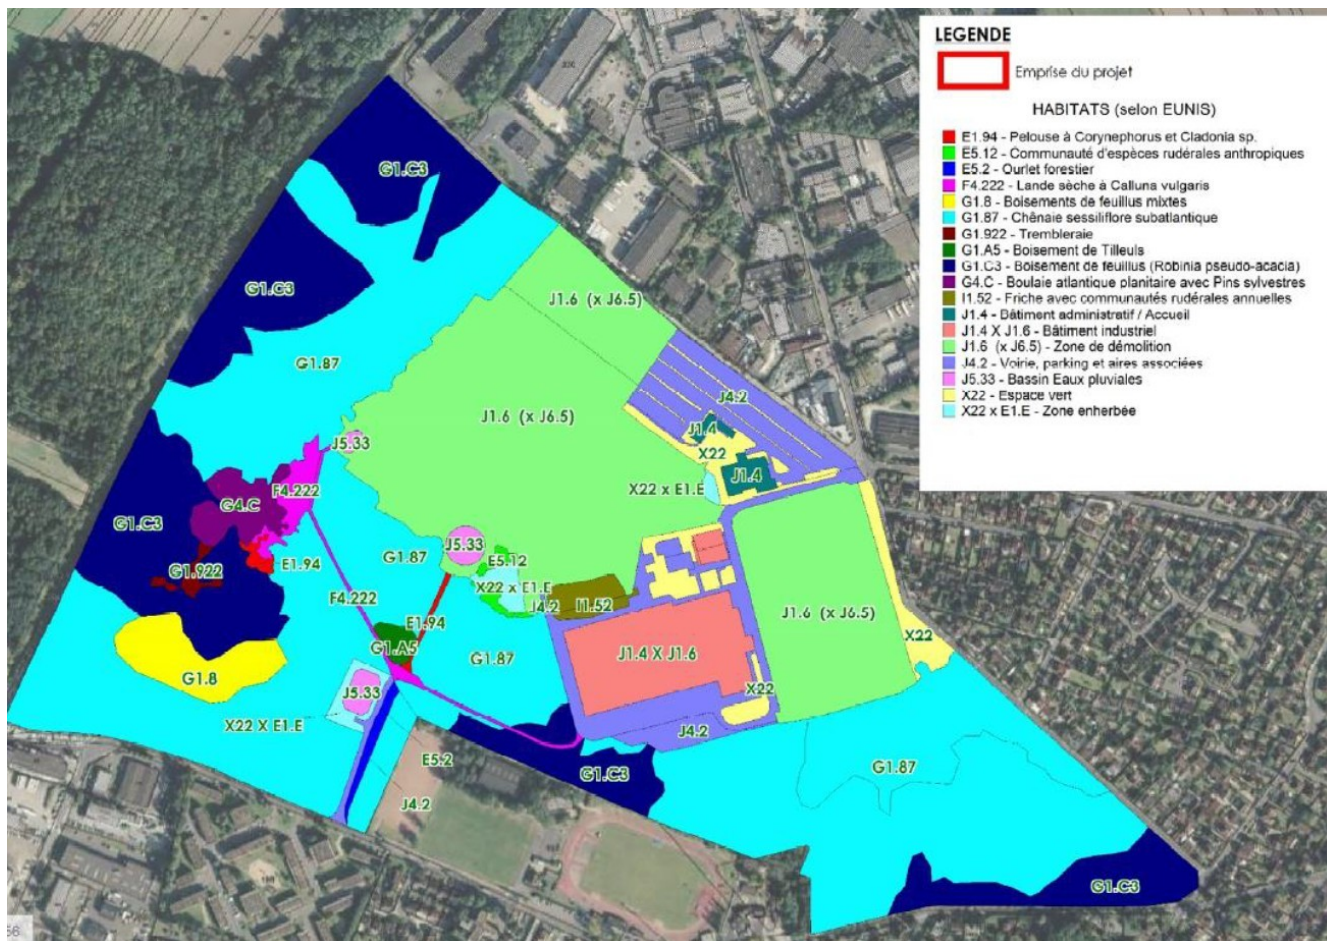 LEGENDE
Emprise du projet
HABITATS (selon EUNIS)
E1.94 - Pelouse à Corynephorus et Cladonia sp.
E5.12 - Communauté d'espèces rudérales anthropiques
E5.2 - Ourlet forestier
F4.222 - Lande sèche à Calluna vulgaris
G1.8 - Boisements de feuillus mixtes
G1.87 - Chênaie sessiliflore subatlantique
G1.922 - Trembleraie
G1.A5 - Boisement de Tilleuls
G1.C3 - Boisement de feuillus (Robinia pseudo-acacia)
G4.C - Boulaie atlantique planitaire avec Pins sylvestres
I1.52 - Friche avec communautés rudérales annuelles
J1.4 - Bâtiment administratif / Accueil
J1.4 X J1.6 - Bâtiment industriel
J1.6 (x J6.5) - Zone de démolition
J4.2 - Voirie, parking et aires associées
J5.33 - Bassin Eaux pluviales
X22 - Espace vert
X22 x E1.E - Zone enherbée
G1.C3
G1.C3
J1.6 (x J6.5)
G1.87
J4.2
J1.6 (x J6.5)
J1.4
J5.33
X22
J1.4
F4.222
X22 x E1.E
G4.C
G1.C3
J5.33
G1.87
E5.12
E1.94
G1.922
X22 x E1.E
F4.222
J4.2
I1.52
J1.6 (x J6.5)
E1.94
X22
G1.A5
G1.87
J1.4 X J1.6
G1.8
J5.33
X22
X22 X E1.E
J4.2
E5.2
G1.87
G1.C3
J4.2
G1.C3
56